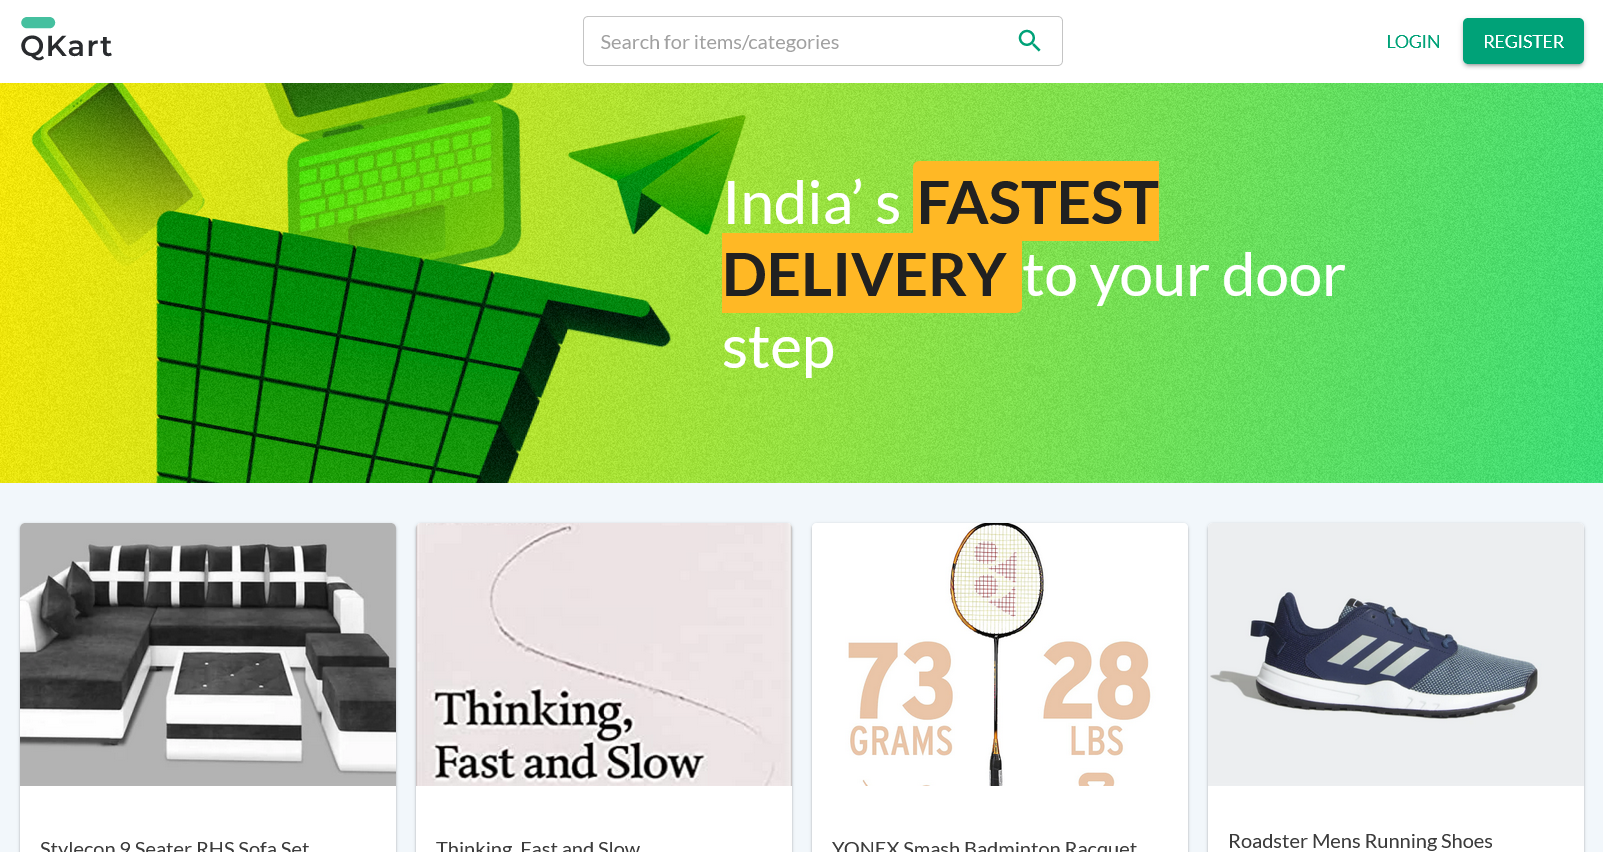 QKart
Search for items/categories
LOGIN
REGISTER
India’ s FASTEST
DELIVERY to your door
step
Thinking,
Fast and Slow
73
GRAMS
28
LBS
Stylecon 9 Seater RHS Sofa Set
Thinking, Fast and Slow
YONEX Smash Badminton Racquet
Roadster Mens Running Shoes